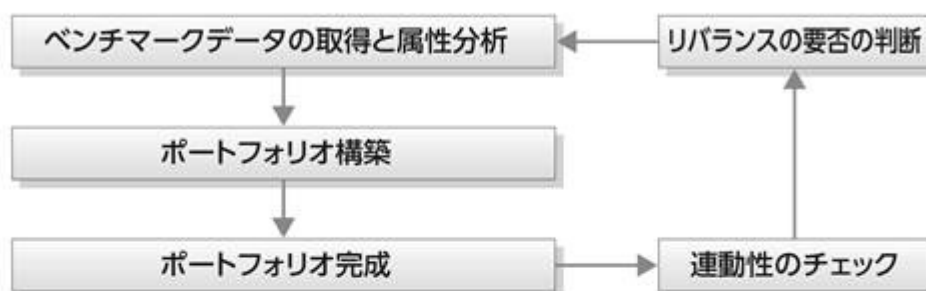 ベンチマークデータの取得と属性分析
リバランスの要否の判断
ポートフォリオ構築
ポートフォリオ完成
連動性のチェック